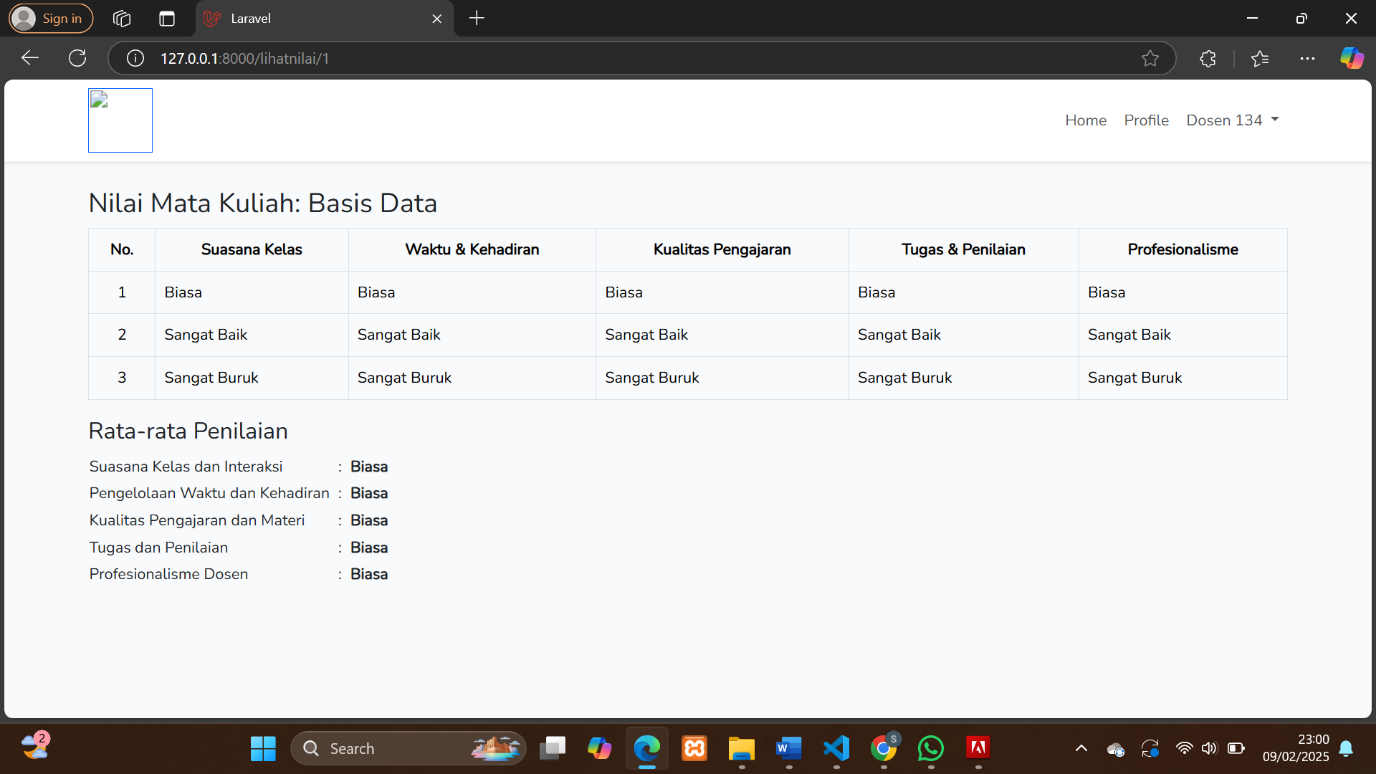 Sign in
Laravel
127.0.0.1:8000/lihatnilai/1
Home Profile Dosen 134
Nilai Mata Kuliah: Basis Data
No. Suasana Kelas Waktu & Kehadiran Kualitas Pengajaran Tugas & Penilaian Profesionalisme
1 Biasa Biasa Biasa Biasa Biasa
2 Sangat Baik Sangat Baik Sangat Baik Sangat Baik Sangat Baik
3 Sangat Buruk Sangat Buruk Sangat Buruk Sangat Buruk Sangat Buruk
Rata-rata Penilaian
Suasana Kelas dan Interaksi : Biasa
Pengelolaan Waktu dan Kehadiran : Biasa
Kualitas Pengajaran dan Materi : Biasa
Tugas dan Penilaian : Biasa
Profesionalisme Dosen : Biasa
2
Search
W
S
23:00
09/02/2025